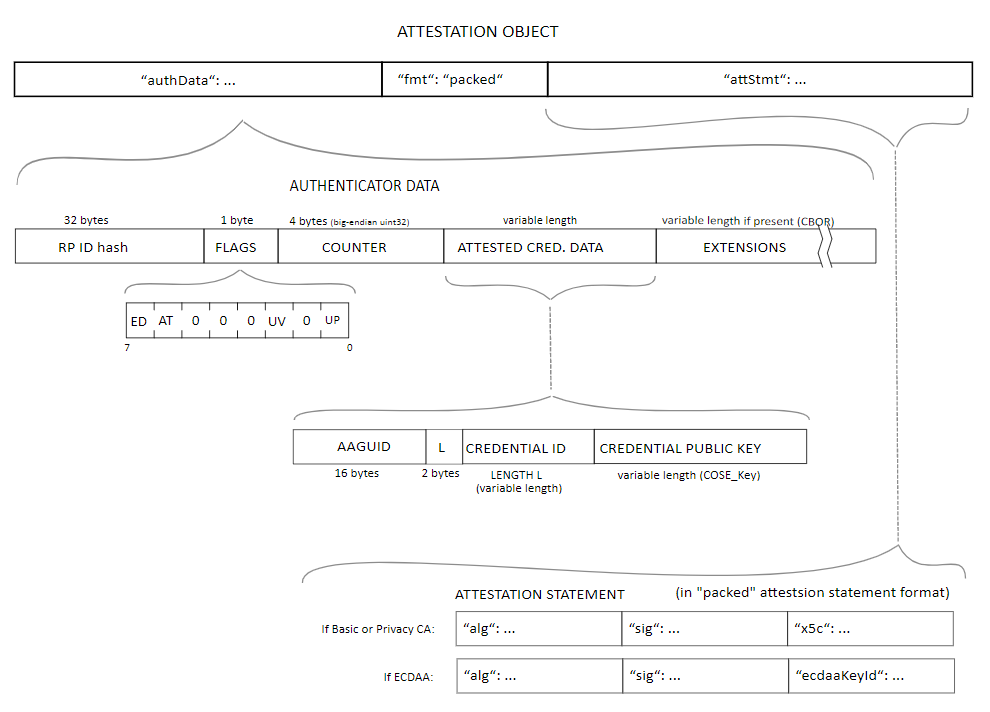 ATTESTATION OBJECT
“authData“: ... “fmt“: “packed“ “attStmt“: ...
AUTHENTICATOR DATA
32 bytes 1 byte 4 bytes (big-endian uint32) variable length variable length if present (CBOR)
RP ID hash FLAGS COUNTER ATTESTED CRED. DATA EXTENSIONS
ED AT 0 0 0 UV 0 UP
7 0
AAGUID L CREDENTIAL ID CREDENTIAL PUBLIC KEY
16 bytes 2 bytes LENGTH L variable length (COSE_Key)
(variable length)
ATTESTATION STATEMENT (in "packed" attestsion statement format)
If Basic or Privacy CA: “alg“: ... “sig“: ... “x5c“: ...
If ECDAA: “alg“: ... “sig“: ... “ecdaaKeyId“: ...